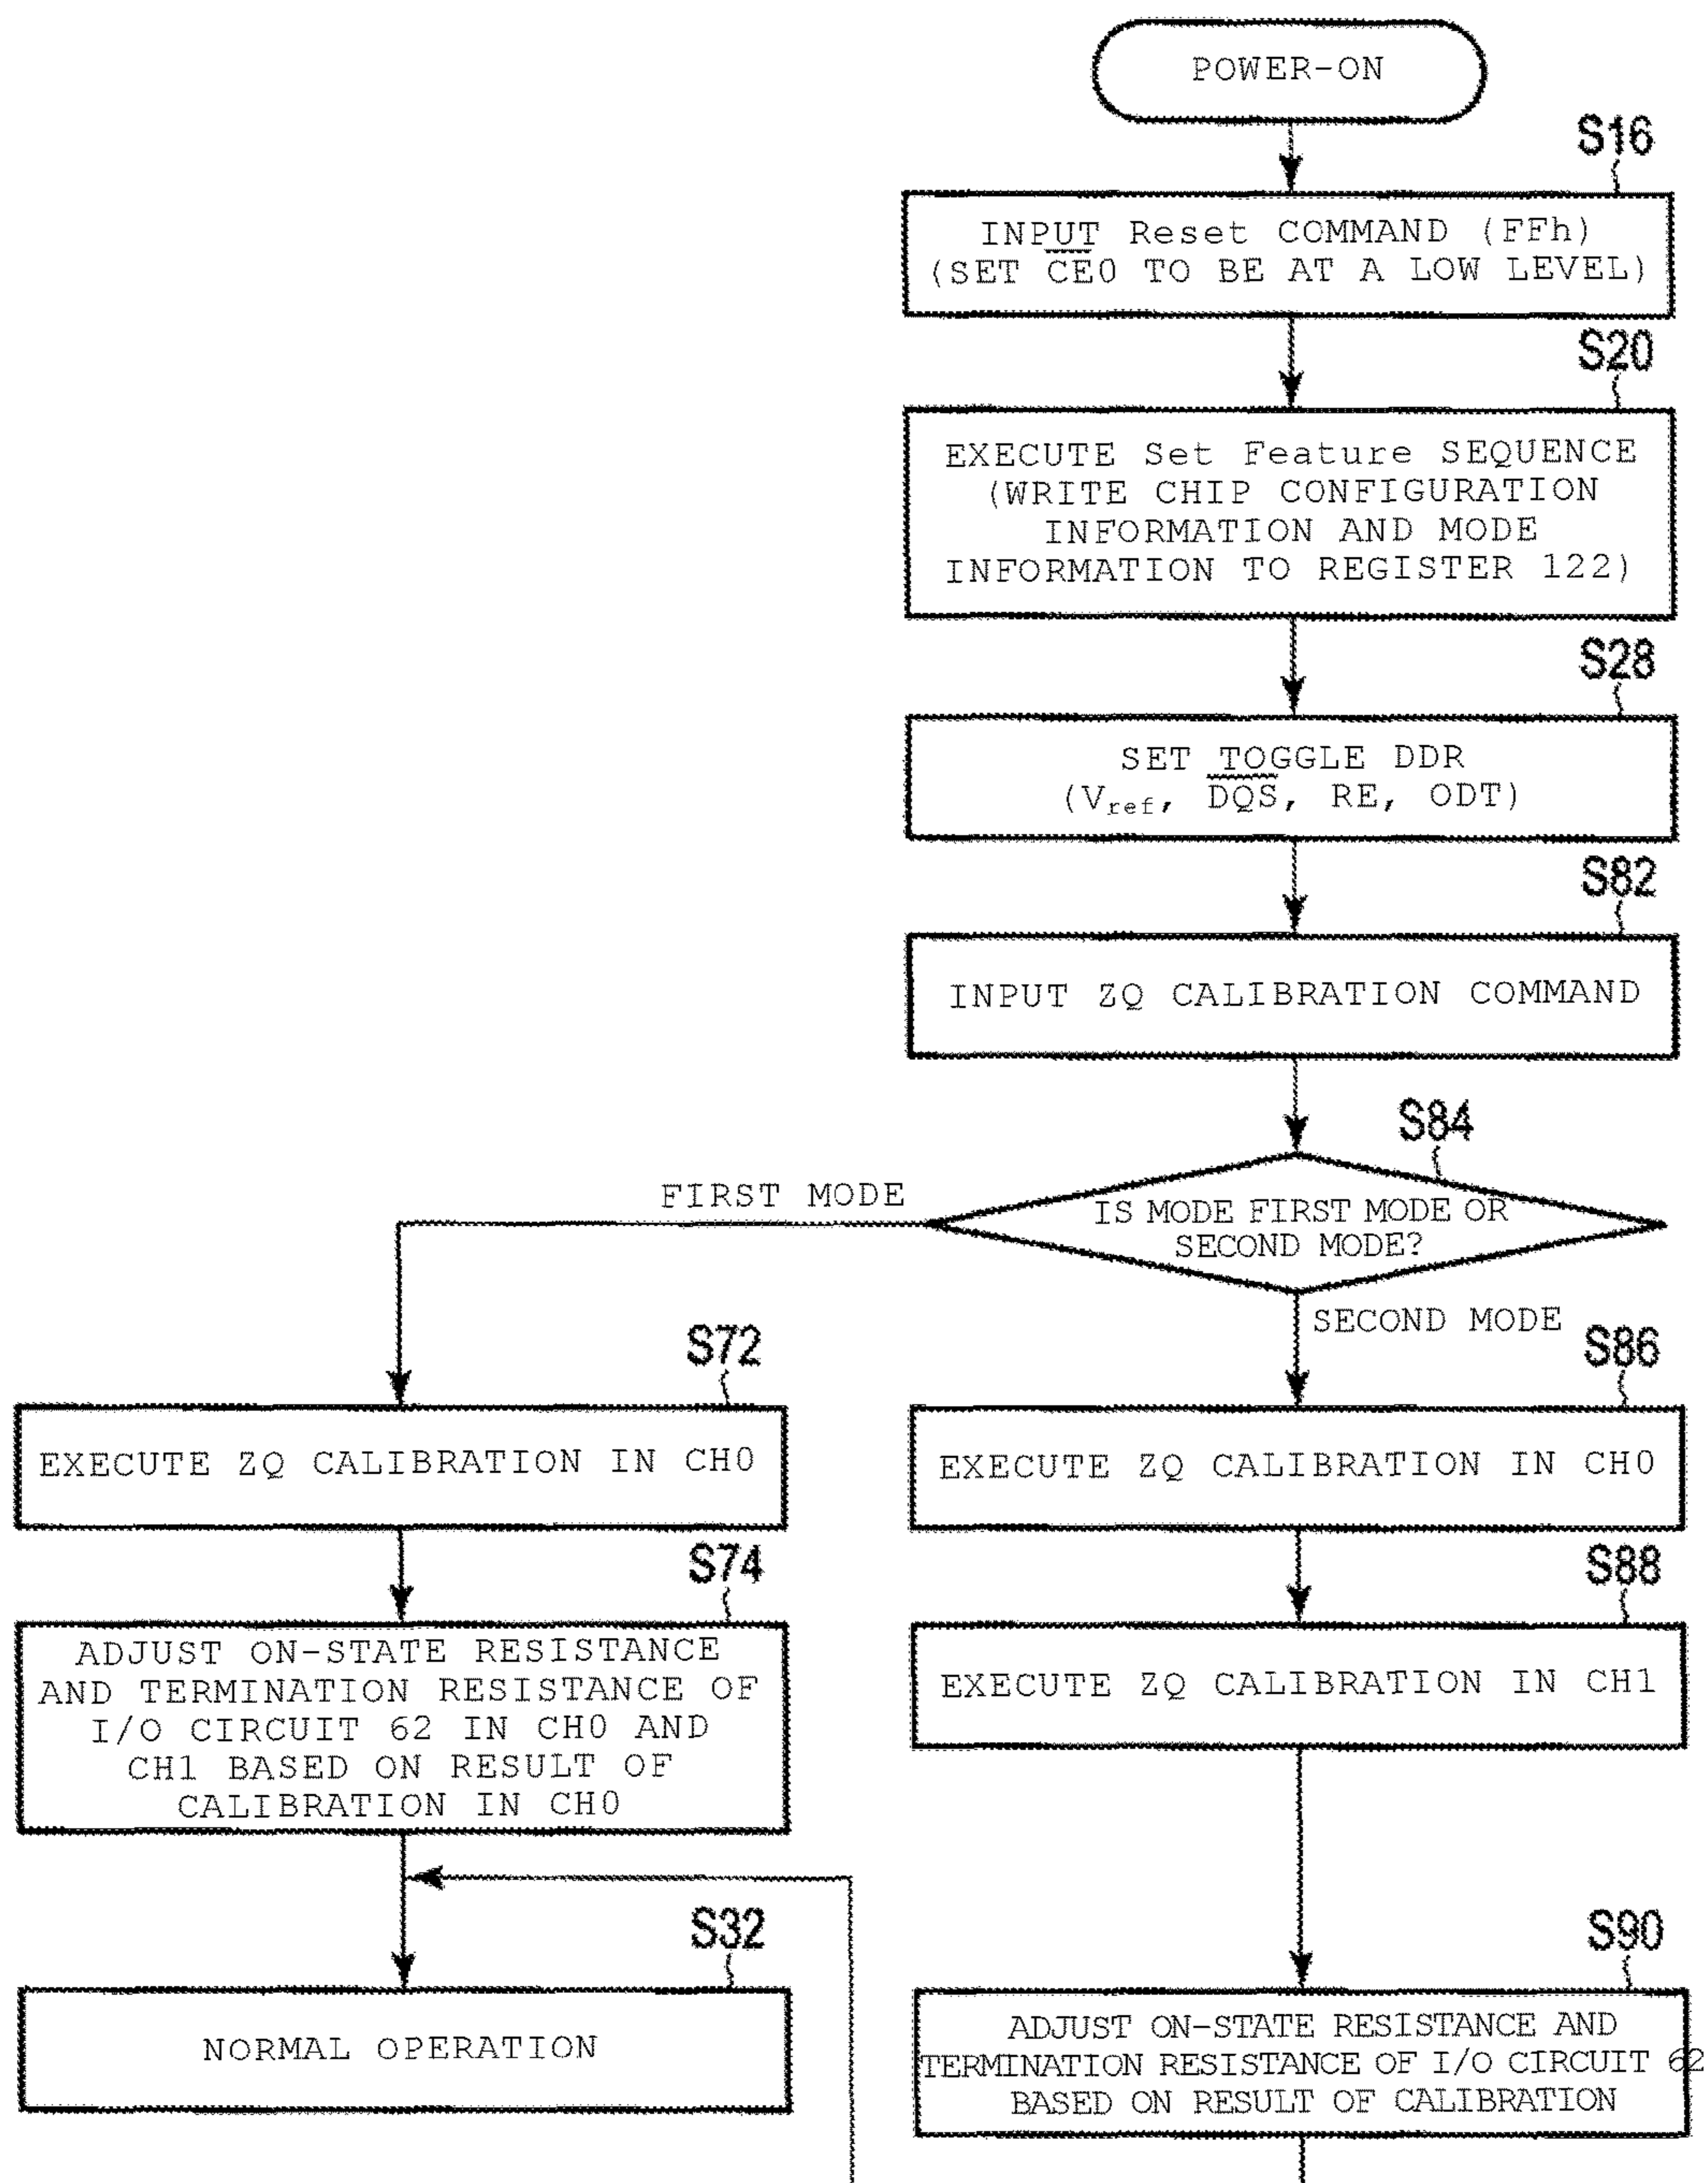 POWER-ON
S16
INPUT Reset COMMAND (FFh)
(SET C̅E̅0 TO BE AT A LOW LEVEL)
S20
EXECUTE Set Feature SEQUENCE
(WRITE CHIP CONFIGURATION
INFORMATION AND MODE
INFORMATION TO REGISTER 122)
S28
SET TOGGLE DDR
(Vref, D̅Q̅S̅, RE, ODT)
S82
INPUT ZQ CALIBRATION COMMAND
S84
IS MODE FIRST MODE OR
SECOND MODE?
FIRST MODE
SECOND MODE
S72
EXECUTE ZQ CALIBRATION IN CH0
S74
ADJUST ON-STATE RESISTANCE
AND TERMINATION RESISTANCE OF
I/O CIRCUIT 62 IN CH0 AND
CH1 BASED ON RESULT OF
CALIBRATION IN CH0
S32
NORMAL OPERATION
S86
EXECUTE ZQ CALIBRATION IN CH0
S88
EXECUTE ZQ CALIBRATION IN CH1
S90
ADJUST ON-STATE RESISTANCE AND
TERMINATION RESISTANCE OF I/O CIRCUIT 62
BASED ON RESULT OF CALIBRATION